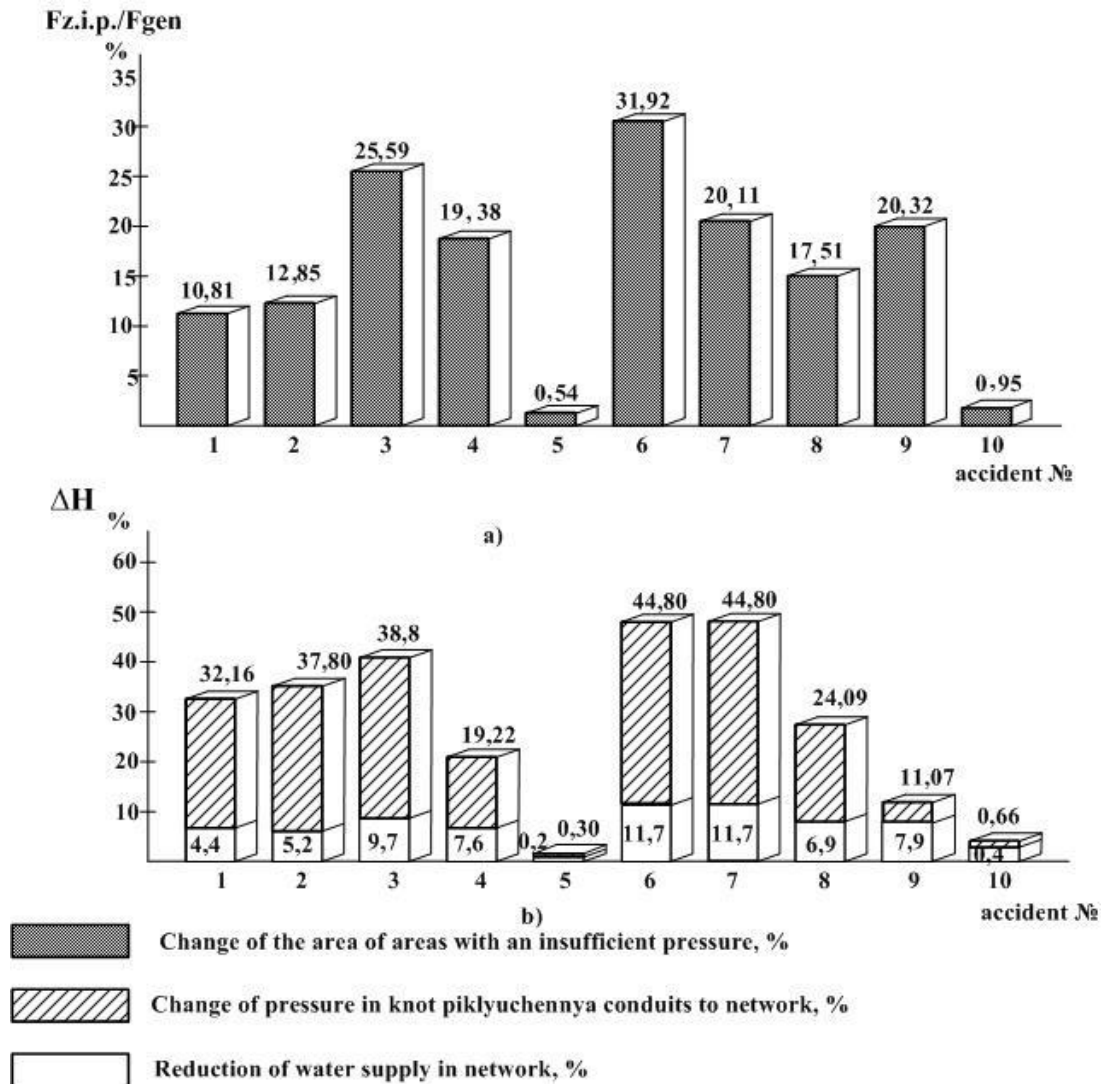 Fz.i.p./Fgen
%
35
31,92
30
25,59
25
20,11
20,32
19, 38
20
17,51
15
12,85
10,81
10
5
0,54
0,95
1 2 3 4 5 6 7 8 9 10
accident №
ΔH
%
a)
60
50
44,80 44,80
38,8
40
37,80
32,16
30
24,09
19,22
20
11,07
10
0,2 0,30
0,66
4,4 5,2 9,7 7,6 11,7 11,7 6,9 7,9 0,4
1 2 3 4 5 6 7 8 9 10
b)
accident №
Change of the area of areas with an insufficient pressure, %
Change of pressure in knot piklyuchennya conduits to network, %
Reduction of water supply in network, %